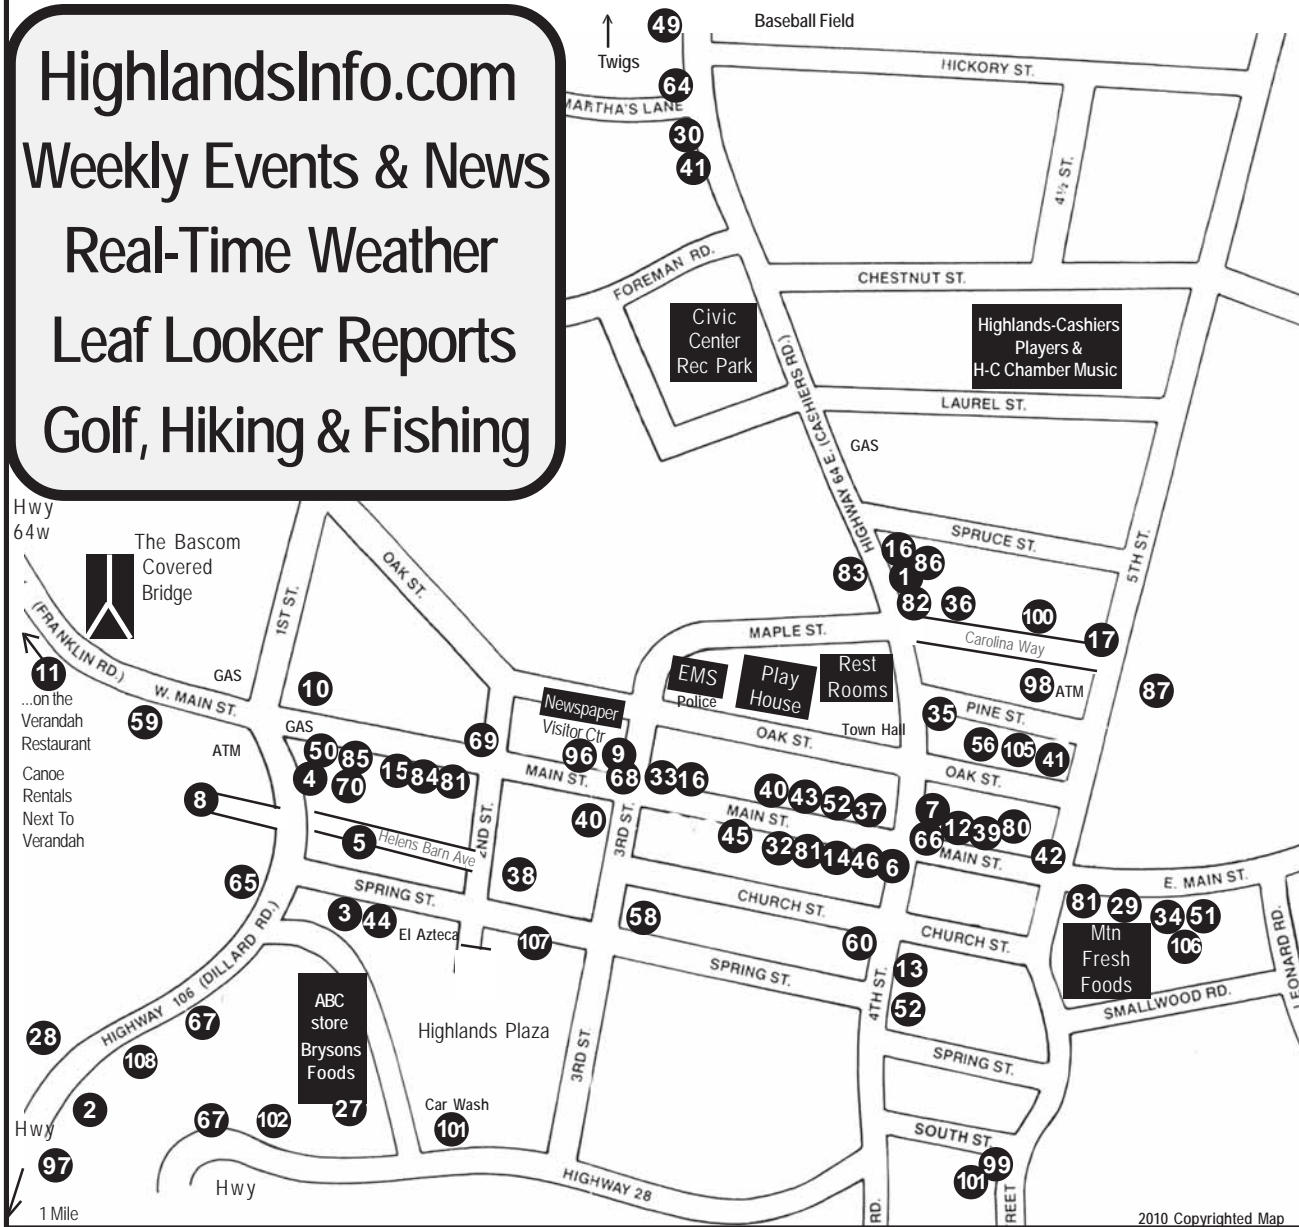 HighlandsInfo.com
Weekly Events & News
Real-Time Weather
Leaf Looker Reports
Golf, Hiking & Fishing
Twigs
49
Baseball Field
64
MARTHA'S LANE
30
41
HICKORY ST.
4½ ST.
FOREMAN RD.
CHESTNUT ST.
Civic
Center
Rec Park
Highlands-Cashiers
Players &
H-C Chamber Music
HIGHWAY 64 E. (CASHIERS RD.)
LAUREL ST.
GAS
SPRUCE ST.
5TH ST.
Hwy
64w
The Bascom
Covered
Bridge
(FRANKLIN RD.)
1ST ST.
OAK ST.
83
16
86
1
82
36
100
17
Carolina Way
MAPLE ST.
11
...on the
Verandah
Restaurant
Canoe
Rentals
Next To
Verandah
W. MAIN ST.
GAS
59
ATM
10
GAS
50
85
4
70
15
84
81
69
Newspaper
Visitor Ctr
96
9
68
33
16
MAIN ST.
EMS
Police
Play
House
Rest
Rooms
Town Hall
OAK ST.
98
ATM
87
35
PINE ST.
56
105
41
OAK ST.
8
5
Helens Barn Ave
2ND ST.
40
3RD ST.
40
43
52
37
MAIN ST.
45
32
81
14
46
6
7
12
39
80
66
MAIN ST.
42
65
SPRING ST.
38
3
44
El Azteca
107
58
CHURCH ST.
60
CHURCH ST.
81
29
34
51
106
E. MAIN ST.
Mtn
Fresh
Foods
LEONARD RD.
SMALLWOOD RD.
SPRING ST.
4TH ST.
13
52
SPRING ST.
HIGHWAY 106 (DILLARD RD.)
67
28
108
2
Hwy
97
1 Mile
ABC
store
Brysons
Foods
27
67
102
Highlands Plaza
Car Wash
101
3RD ST.
Hwy
HIGHWAY 28
SOUTH ST.
99
101
RD.
REET
2010 Copyrighted Map